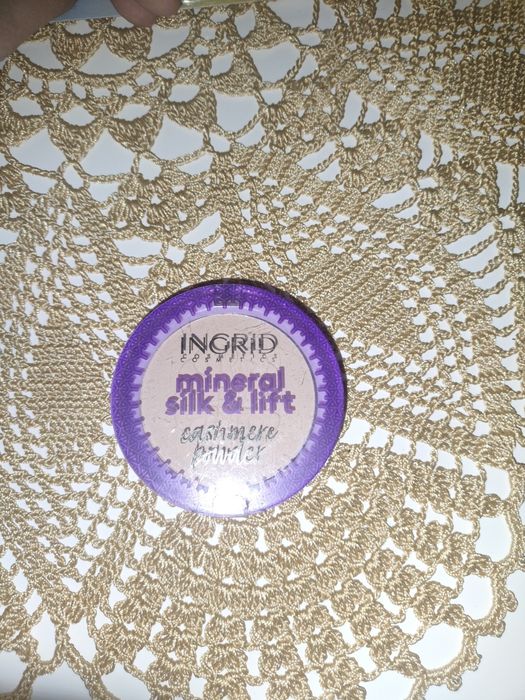 INGRID
COSMETICS
mineral
silk & lift
cashmere
powder